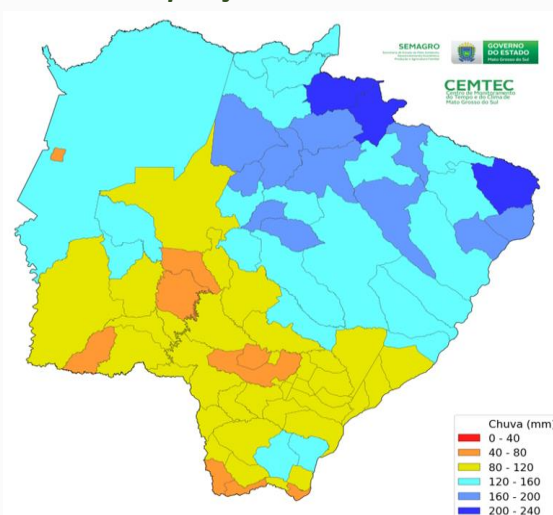 SEMAGRO
GOVERNO
DO ESTADO
Mato Grosso do Sul
CEMTEC
Centro de Monitoramento
do Tempo e do Clima de
Mato Grosso do Sul
Chuva (mm)
0 - 40
40 - 80
80 - 120
120 - 160
160 - 200
200 - 240